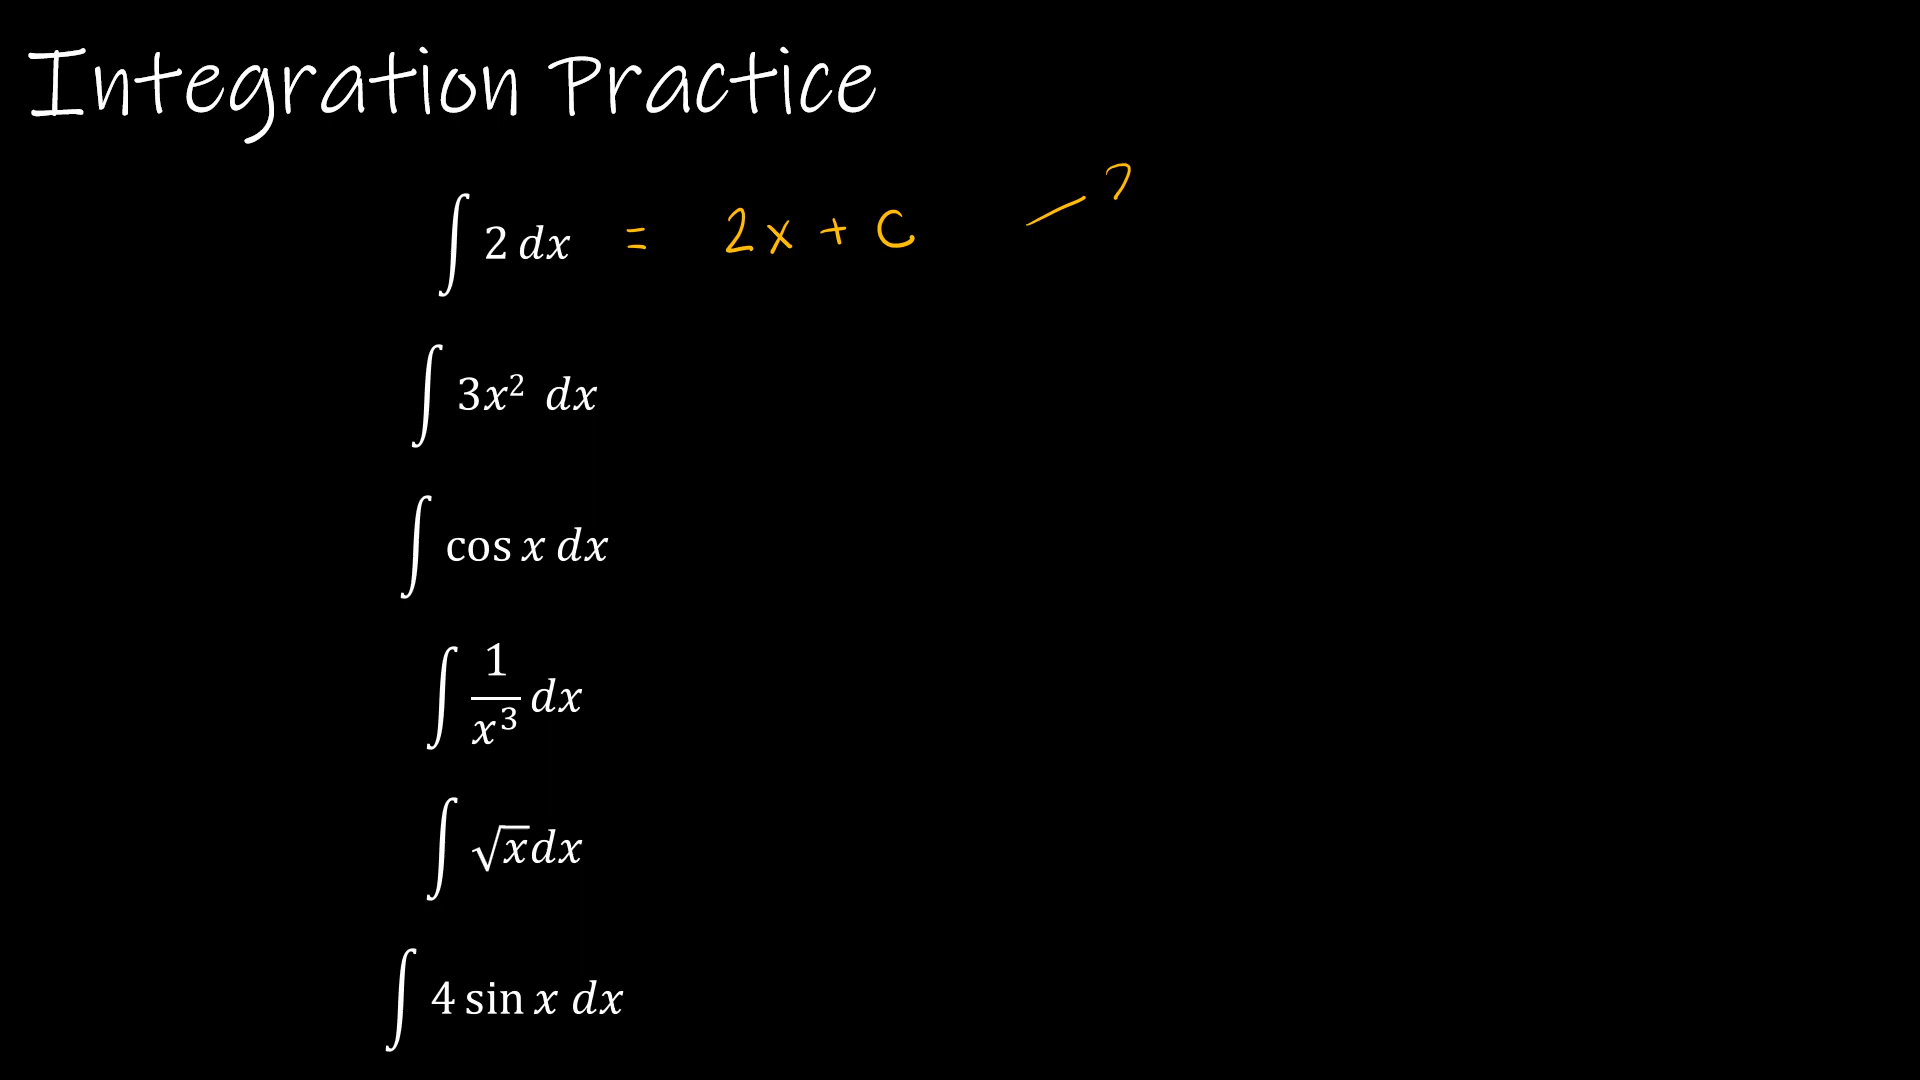 Integration Practice
∫ 2 dx = 2x + C
∫ 3x² dx
∫ cos x dx
∫ 1/x³ dx
∫ √x dx
∫ 4 sin x dx